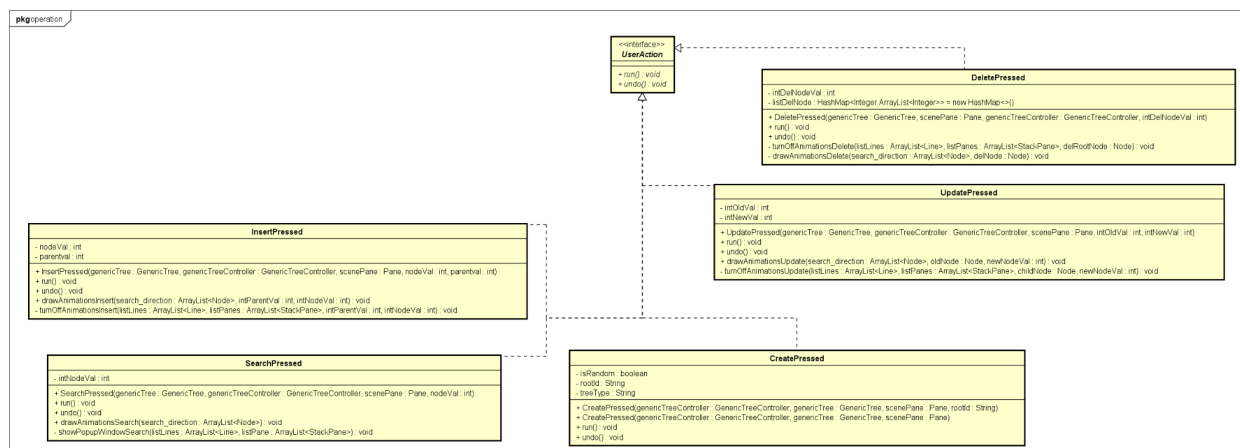 pkg operation
<<interface>>
UserAction
+ run() : void
+ undo() : void
DeletePressed
- intDelNodeVal : int
- listDelNode : HashMap<Integer,ArrayList<Integer>> = new HashMap<>()
+ DeletePressed(genericTree : GenericTree, scenePane : Pane, genericTreeController : GenericTreeController, intDelNodeVal : int)
+ run() : void
+ undo() : void
- turnOffAnimationsDelete(listLines : ArrayList<Line>, listPanes : ArrayList<StackPane>, delRootNode : Node) : void
- drawAnimationsDelete(search_direction : ArrayList<Node>, delNode : Node) : void
UpdatePressed
- intOldVal : int
- intNewVal : int
+ UpdatePressed(genericTree : GenericTree, genericTreeController : GenericTreeController, scenePane : Pane, intOldVal : int, intNewVal : int)
+ run() : void
+ undo() : void
+ drawAnimationsUpdate(search_direction : ArrayList<Node>, oldNode : Node, newNodeVal : int) : void
- turnOffAnimationsUpdate(listLines : ArrayList<Line>, listPanes : ArrayList<StackPane>, childNode : Node, newNodeVal : int) : void
InsertPressed
- nodeVal : int
- parentval : int
+ InsertPressed(genericTree : GenericTree, genericTreeController : GenericTreeController, scenePane : Pane, nodeVal : int, parentval : int)
+ run() : void
+ undo() : void
+ drawAnimationsInsert(search_direction : ArrayList<Node>, intParentVal : int, intNodeVal : int) : void
- turnOffAnimationsInsert(listLines : ArrayList<Line>, listPanes : ArrayList<StackPane>, intParentVal : int, intNodeVal : int) : void
SearchPressed
- intNodeVal : int
+ SearchPressed(genericTree : GenericTree, genericTreeController : GenericTreeController, scenePane : Pane, nodeVal : int)
+ run() : void
+ undo() : void
+ drawAnimationsSearch(search_direction : ArrayList<Node>) : void
- showPopupWindowSearch(listLines : ArrayList<Line>, listPane : ArrayList<StackPane>) : void
CreatePressed
- isRandom : boolean
- rootId : String
- treeType : String
+ CreatePressed(genericTreeController : GenericTreeController, genericTree : GenericTree, scenePane : Pane, rootId : String)
+ CreatePressed(genericTreeController : GenericTreeController, genericTree : GenericTree, scenePane : Pane)
+ run() : void
+ undo() : void